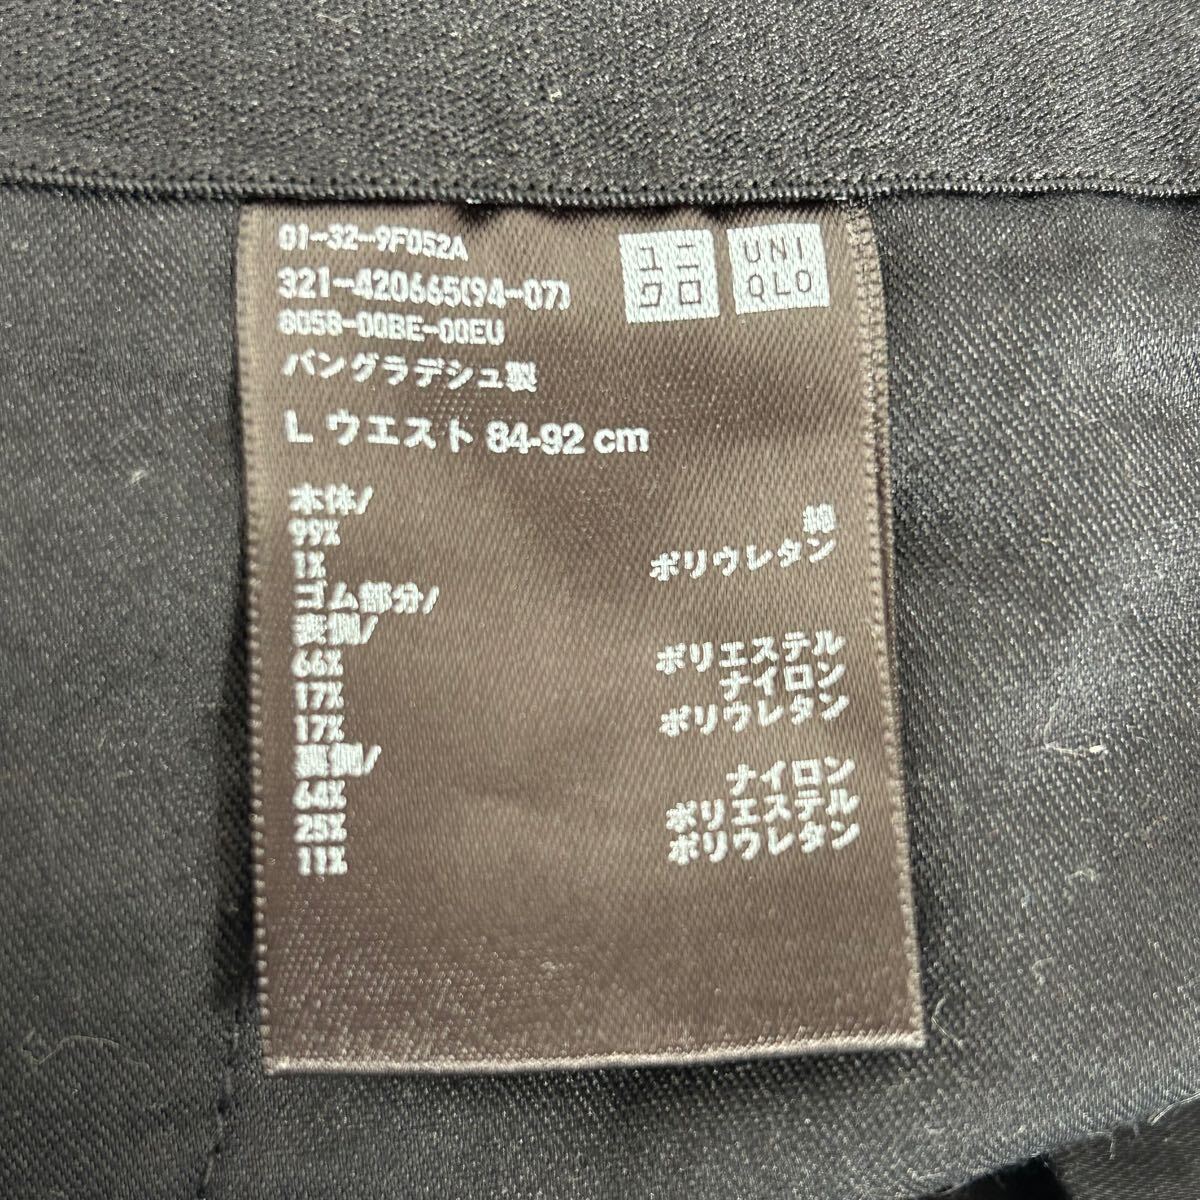 01-32-9F052A
321-420665(94-07)
8058-00BE-00EU
バングラデシュ製
ユニ
クロ
UNI
QLO
L ウエスト 84-92 cm
本体/
99% 綿
1% ポリウレタン
ゴム部分/
表側/
66% ポリエステル
17% ナイロン
17% ポリウレタン
裏側/
64% ナイロン
25% ポリエステル
11% ポリウレタン